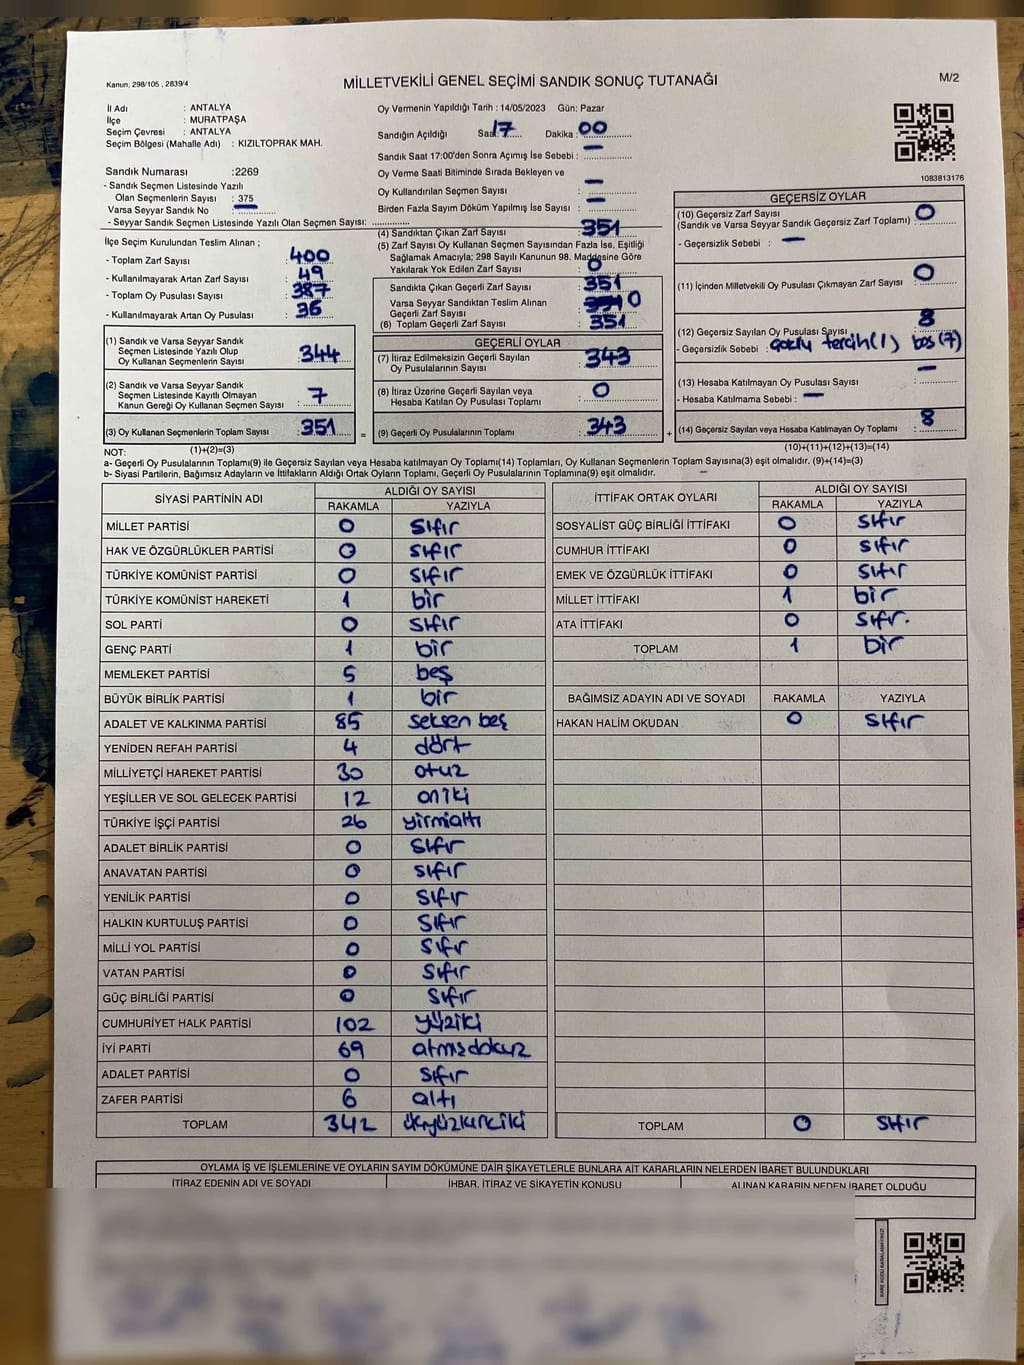 Kanun; 298/105 , 2839/4
MİLLETVEKİLİ GENEL SEÇİMİ SANDIK SONUÇ TUTANAĞI
M/2
İl Adı : ANTALYA
İlçe : MURATPAŞA
Seçim Çevresi : ANTALYA
Seçim Bölgesi (Mahalle Adı) : KIZILTOPRAK MAH.
Sandık Numarası :2269
- Sandık Seçmen Listesinde Yazılı
Olan Seçmenlerin Sayısı : 375
Varsa Seyyar Sandık No : —
- Seyyar Sandık Seçmen Listesinde Yazılı Olan Seçmen Sayısı:
Oy Vermenin Yapıldığı Tarih : 14/05/2023 Gün: Pazar
Sandığın Açıldığı Saat: 17 Dakika : 00
Sandık Saat 17:00'den Sonra Açımış İse Sebebi : —
Oy Verme Saati Bitiminde Sırada Bekleyen ve
Oy Kullandırılan Seçmen Sayısı : —
Birden Fazla Sayım Döküm Yapılmış İse Sayısı : —
1083813176
İlçe Seçim Kurulundan Teslim Alınan ;
- Toplam Zarf Sayısı : 400
- Kullanılmayarak Artan Zarf Sayısı : 49
- Toplam Oy Pusulası Sayısı : 387
- Kullanılmayarak Artan Oy Pusulası : 36
(1) Sandık ve Varsa Seyyar Sandık
Seçmen Listesinde Yazılı Olup
Oy Kullanan Seçmenlerin Sayısı : 344
(2) Sandık ve Varsa Seyyar Sandık
Seçmen Listesinde Kayıtlı Olmayan
Kanun Gereği Oy Kullanan Seçmen Sayısı : 7
(3) Oy Kullanan Seçmenlerin Toplam Sayısı : 351
(4) Sandıktan Çıkan Zarf Sayısı : 351
(5) Zarf Sayısı Oy Kullanan Seçmen Sayısından Fazla İse, Eşitliği
Sağlamak Amacıyla; 298 Sayılı Kanunun 98. Maddesine Göre
Yakılarak Yok Edilen Zarf Sayısı : 0
Sandıkta Çıkan Geçerli Zarf Sayısı : 351
Varsa Seyyar Sandıktan Teslim Alınan
Geçerli Zarf Sayısı : 0
(6) Toplam Geçerli Zarf Sayısı : 351
GEÇERLİ OYLAR
(7) İtiraz Edilmeksizin Geçerli Sayılan
Oy Pusulalarının Sayısı : 343
(8) İtiraz Üzerine Geçerli Sayılan veya
Hesaba Katılan Oy Pusulası Toplamı : 0
= (9) Geçerli Oy Pusulalarının Toplamı : 343 +
GEÇERSİZ OYLAR
(10) Geçersiz Zarf Sayısı
(Sandık ve Varsa Seyyar Sandık Geçersiz Zarf Toplamı) : 0
- Geçersizlik Sebebi : —
(11) İçinden Milletvekili Oy Pusulası Çıkmayan Zarf Sayısı : 0
(12) Geçersiz Sayılan Oy Pusulası Sayısı : 8
- Geçersizlik Sebebi : Çoklu tercih(1) boş (7)
(13) Hesaba Katılmayan Oy Pusulası Sayısı : —
- Hesaba Katılmama Sebebi : —
(14) Geçersiz Sayılan veya Hesaba Katılmayan Oy Toplamı : 8
NOT: (1)+(2)=(3) (10)+(11)+(12)+(13)=(14)
a- Geçerli Oy Pusulalarının Toplamı(9) ile Geçersiz Sayılan veya Hesaba katılmayan Oy Toplamı(14) Toplamları, Oy Kullanan Seçmenlerin Toplam Sayısına(3) eşit olmalıdır. (9)+(14)=(3)
b- Siyasi Partilerin, Bağımsız Adayların ve İttifakların Aldığı Ortak Oyların Toplamı, Geçerli Oy Pusulalarının Toplamına(9) eşit olmalıdır.
SİYASİ PARTİNİN ADI ALDIĞI OY SAYISI
RAKAMLA YAZIYLA
MİLLET PARTİSİ 0 sıfır
HAK VE ÖZGÜRLÜKLER PARTİSİ 0 sıfır
TÜRKİYE KOMÜNİST PARTİSİ 0 sıfır
TÜRKİYE KOMÜNİST HAREKETİ 1 bir
SOL PARTİ 0 sıfır
GENÇ PARTİ 1 bir
MEMLEKET PARTİSİ 5 beş
BÜYÜK BİRLİK PARTİSİ 1 bir
ADALET VE KALKINMA PARTİSİ 85 seksen beş
YENİDEN REFAH PARTİSİ 4 dört
MİLLİYETÇİ HAREKET PARTİSİ 30 otuz
YEŞİLLER VE SOL GELECEK PARTİSİ 12 oniki
TÜRKİYE İŞÇİ PARTİSİ 26 yirmialtı
ADALET BİRLİK PARTİSİ 0 sıfır
ANAVATAN PARTİSİ 0 sıfır
YENİLİK PARTİSİ 0 sıfır
HALKIN KURTULUŞ PARTİSİ 0 sıfır
MİLLİ YOL PARTİSİ 0 sıfır
VATAN PARTİSİ 0 sıfır
GÜÇ BİRLİĞİ PARTİSİ 0 sıfır
CUMHURİYET HALK PARTİSİ 102 yüziki
İYİ PARTİ 69 atmışdokuz
ADALET PARTİSİ 0 sıfır
ZAFER PARTİSİ 6 altı
TOPLAM 342 üçyüzkırkiki
İTTİFAK ORTAK OYLARI ALDIĞI OY SAYISI
RAKAMLA YAZIYLA
SOSYALİST GÜÇ BİRLİĞİ İTTİFAKI 0 sıfır
CUMHUR İTTİFAKI 0 sıfır
EMEK VE ÖZGÜRLÜK İTTİFAKI 0 sıfır
MİLLET İTTİFAKI 1 bir
ATA İTTİFAKI 0 sıfır.
TOPLAM 1 bir
BAĞIMSIZ ADAYIN ADI VE SOYADI RAKAMLA YAZIYLA
HAKAN HALİM OKUDAN 0 sıfır
TOPLAM 0 sıfır
OYLAMA İŞ VE İŞLEMLERİNE VE OYLARIN SAYIM DÖKÜMÜNE DAİR ŞİKAYETLERLE BUNLARA AİT KARARLARIN NELERDEN İBARET BULUNDUKLARI
İTİRAZ EDENİN ADI VE SOYADI İHBAR, İTİRAZ VE ŞİKAYETİN KONUSU ALINAN KARARIN NEDEN İBARET OLDUĞU